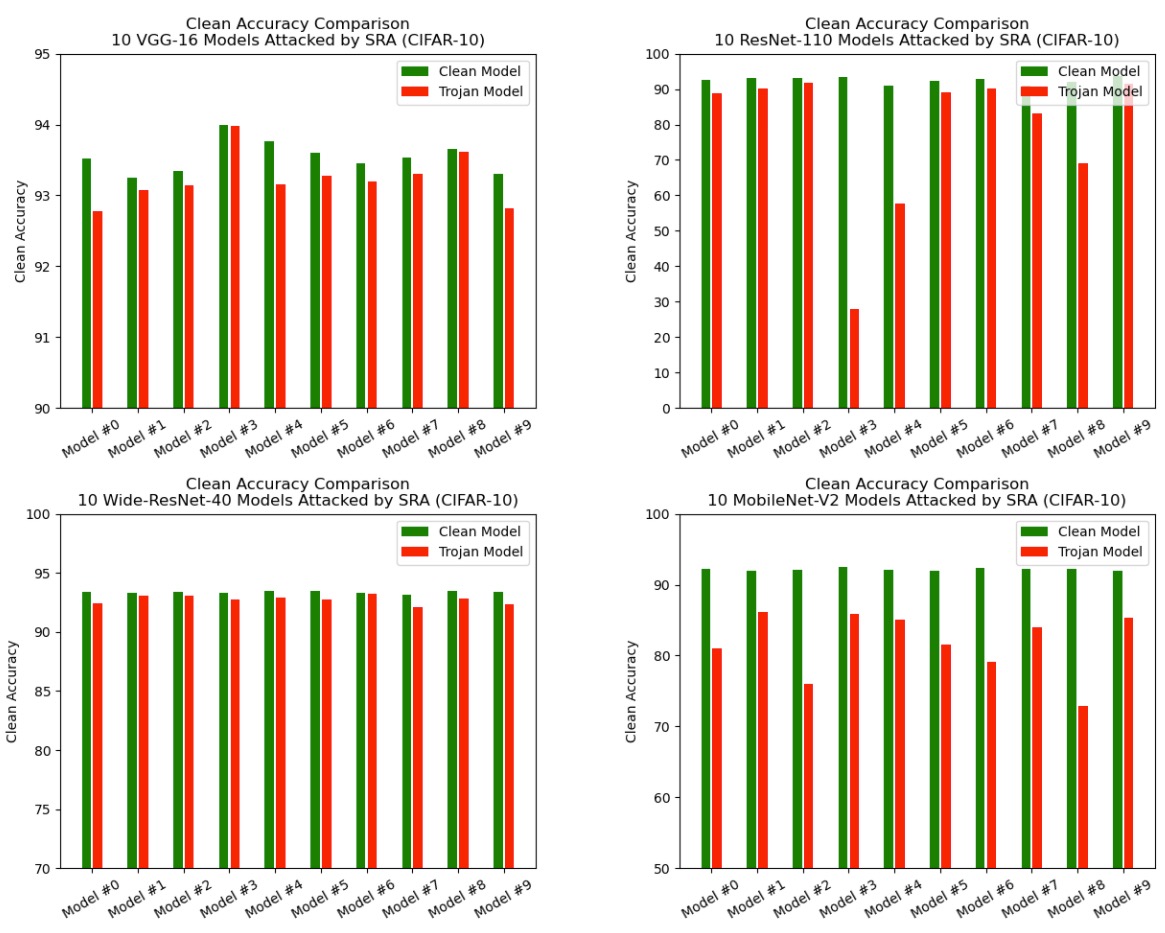 Clean Accuracy Comparison
10 VGG-16 Models Attacked by SRA (CIFAR-10)
95
94
93
92
91
90
Clean Accuracy
Clean Model
Trojan Model
Model #0
Model #1
Model #2
Model #3
Model #4
Model #5
Model #6
Model #7
Model #8
Model #9
Clean Accuracy Comparison
10 ResNet-110 Models Attacked by SRA (CIFAR-10)
100
90
80
70
60
50
40
30
20
10
0
Clean Accuracy
Clean Model
Trojan Model
Model #0
Model #1
Model #2
Model #3
Model #4
Model #5
Model #6
Model #7
Model #8
Model #9
Clean Accuracy Comparison
10 Wide-ResNet-40 Models Attacked by SRA (CIFAR-10)
100
95
90
85
80
75
70
Clean Accuracy
Clean Model
Trojan Model
Model #0
Model #1
Model #2
Model #3
Model #4
Model #5
Model #6
Model #7
Model #8
Model #9
Clean Accuracy Comparison
10 MobileNet-V2 Models Attacked by SRA (CIFAR-10)
100
90
80
70
60
50
Clean Accuracy
Clean Model
Trojan Model
Model #0
Model #1
Model #2
Model #3
Model #4
Model #5
Model #6
Model #7
Model #8
Model #9